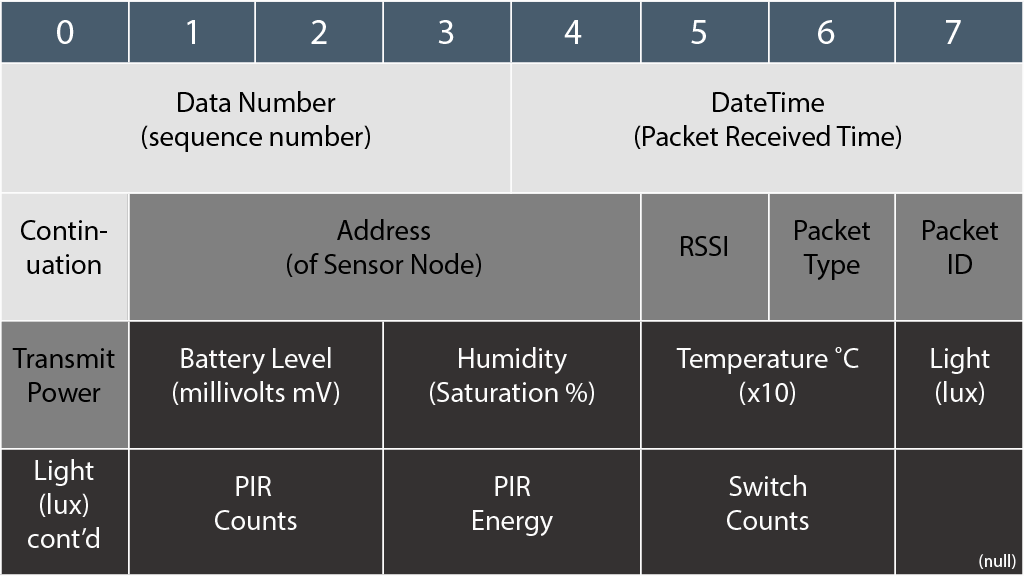 0 1 2 3 4 5 6 7
Data Number
(sequence number)
DateTime
(Packet Received Time)
Contin-
uation
Address
(of Sensor Node)
RSSI
Packet
Type
Packet
ID
Transmit
Power
Battery Level
(millivolts mV)
Humidity
(Saturation %)
Temperature °C
(x10)
Light
(lux)
Light
(lux)
cont’d
PIR
Counts
PIR
Energy
Switch
Counts
(null)